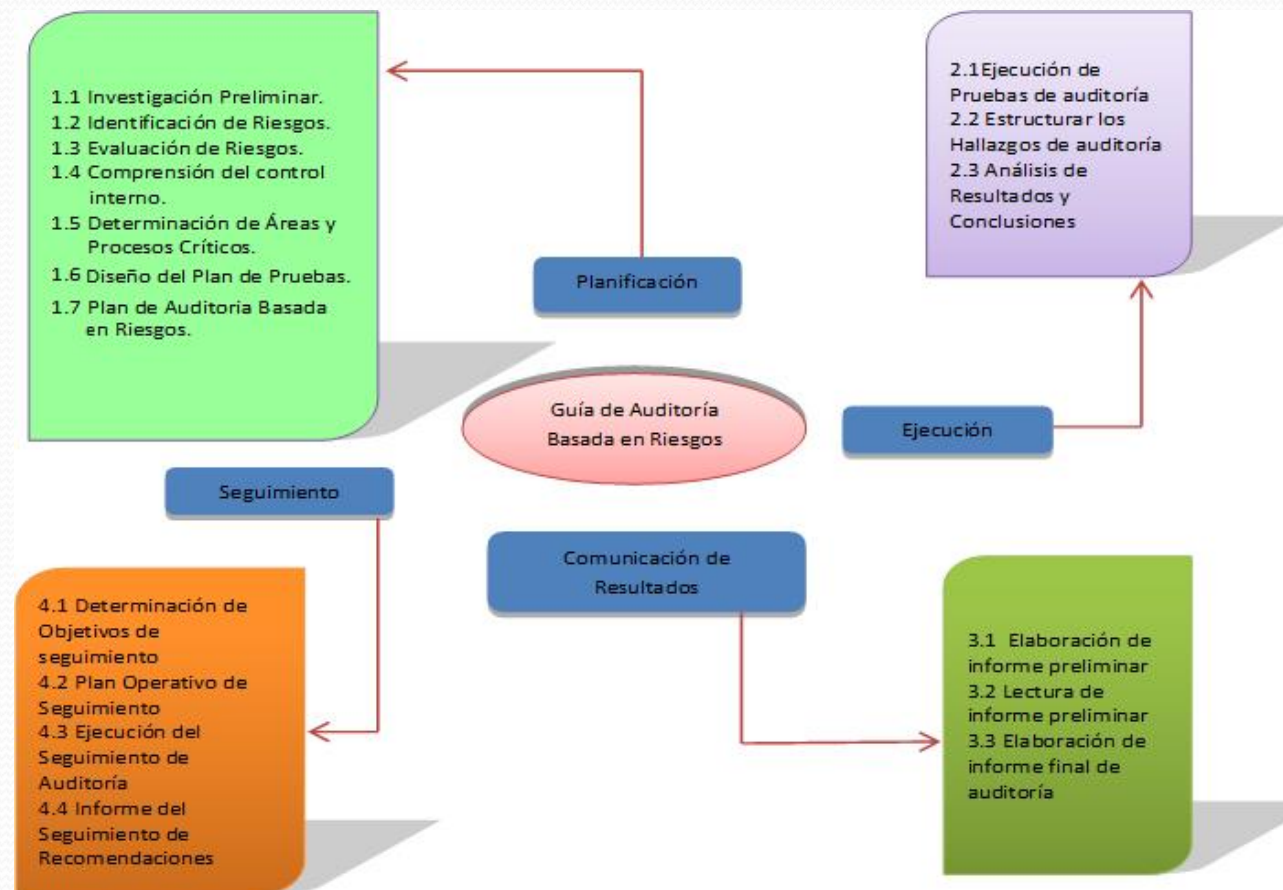 1.1 Investigación Preliminar.
1.2 Identificación de Riesgos.
1.3 Evaluación de Riesgos.
1.4 Comprensión del control
interno.
1.5 Determinación de Áreas y
Procesos Críticos.
1.6 Diseño del Plan de Pruebas.
1.7 Plan de Auditoria Basada
en Riesgos.
Planificación
2.1Ejecución de
Pruebas de auditoría
2.2 Estructurar los
Hallazgos de auditoría
2.3 Análisis de
Resultados y
Conclusiones
Guía de Auditoría
Basada en Riesgos
Ejecución
Seguimiento
Comunicación de
Resultados
4.1 Determinación de
Objetivos de
seguimiento
4.2 Plan Operativo de
Seguimiento
4.3 Ejecución del
Seguimiento de
Auditoría
4.4 Informe del
Seguimiento de
Recomendaciones
3.1 Elaboración de
informe preliminar
3.2 Lectura de
informe preliminar
3.3 Elaboración de
informe final de
auditoría